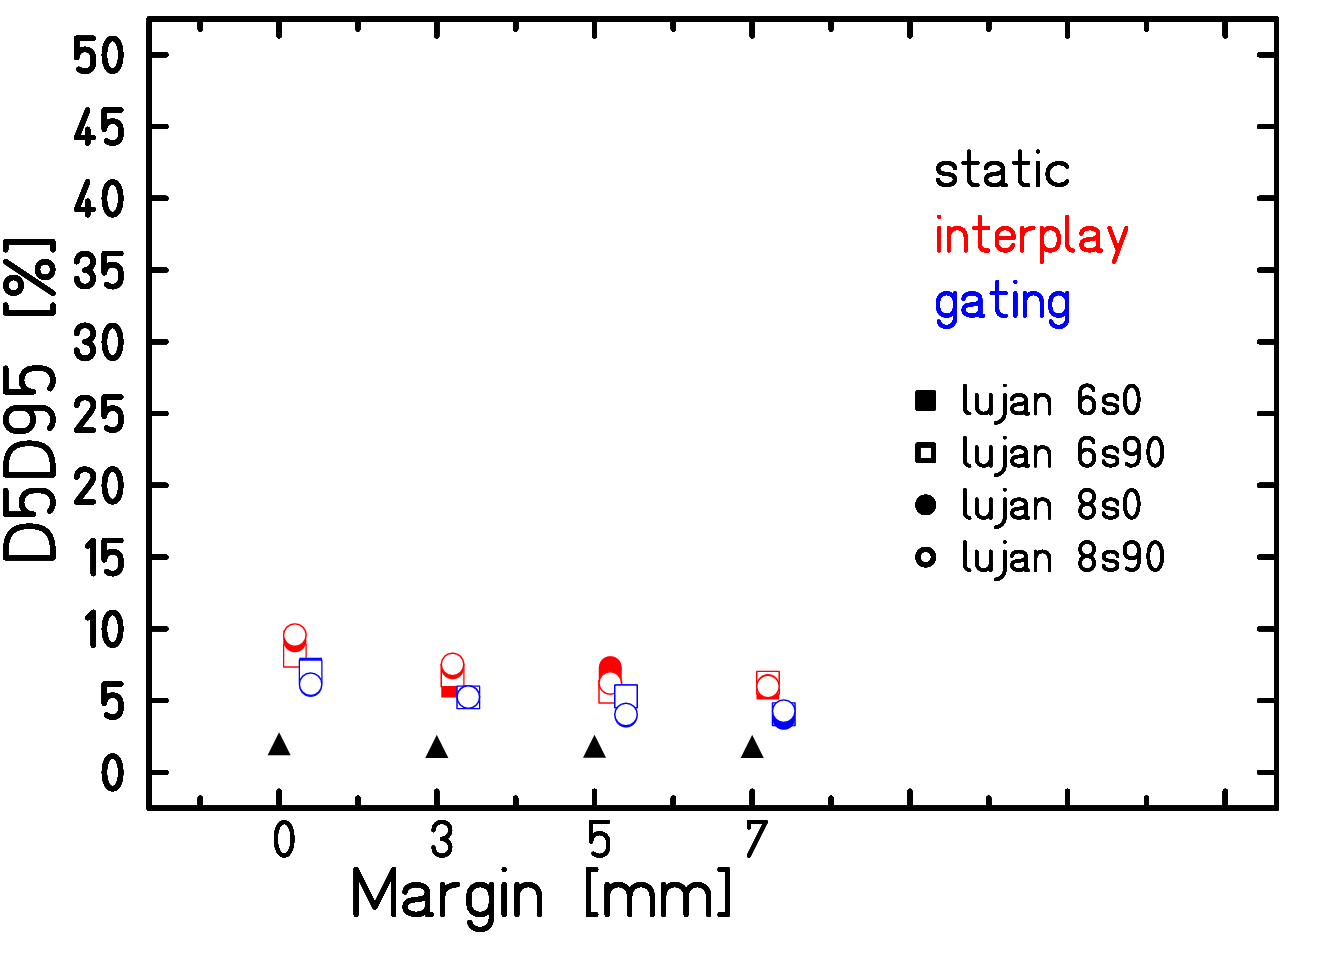 50
45
40
35
30
25
20
15
10
5
0
D5D95 [%]
static
interplay
gating
lujan 6s0
lujan 6s90
lujan 8s0
lujan 8s90
0 3 5 7
Margin [mm]